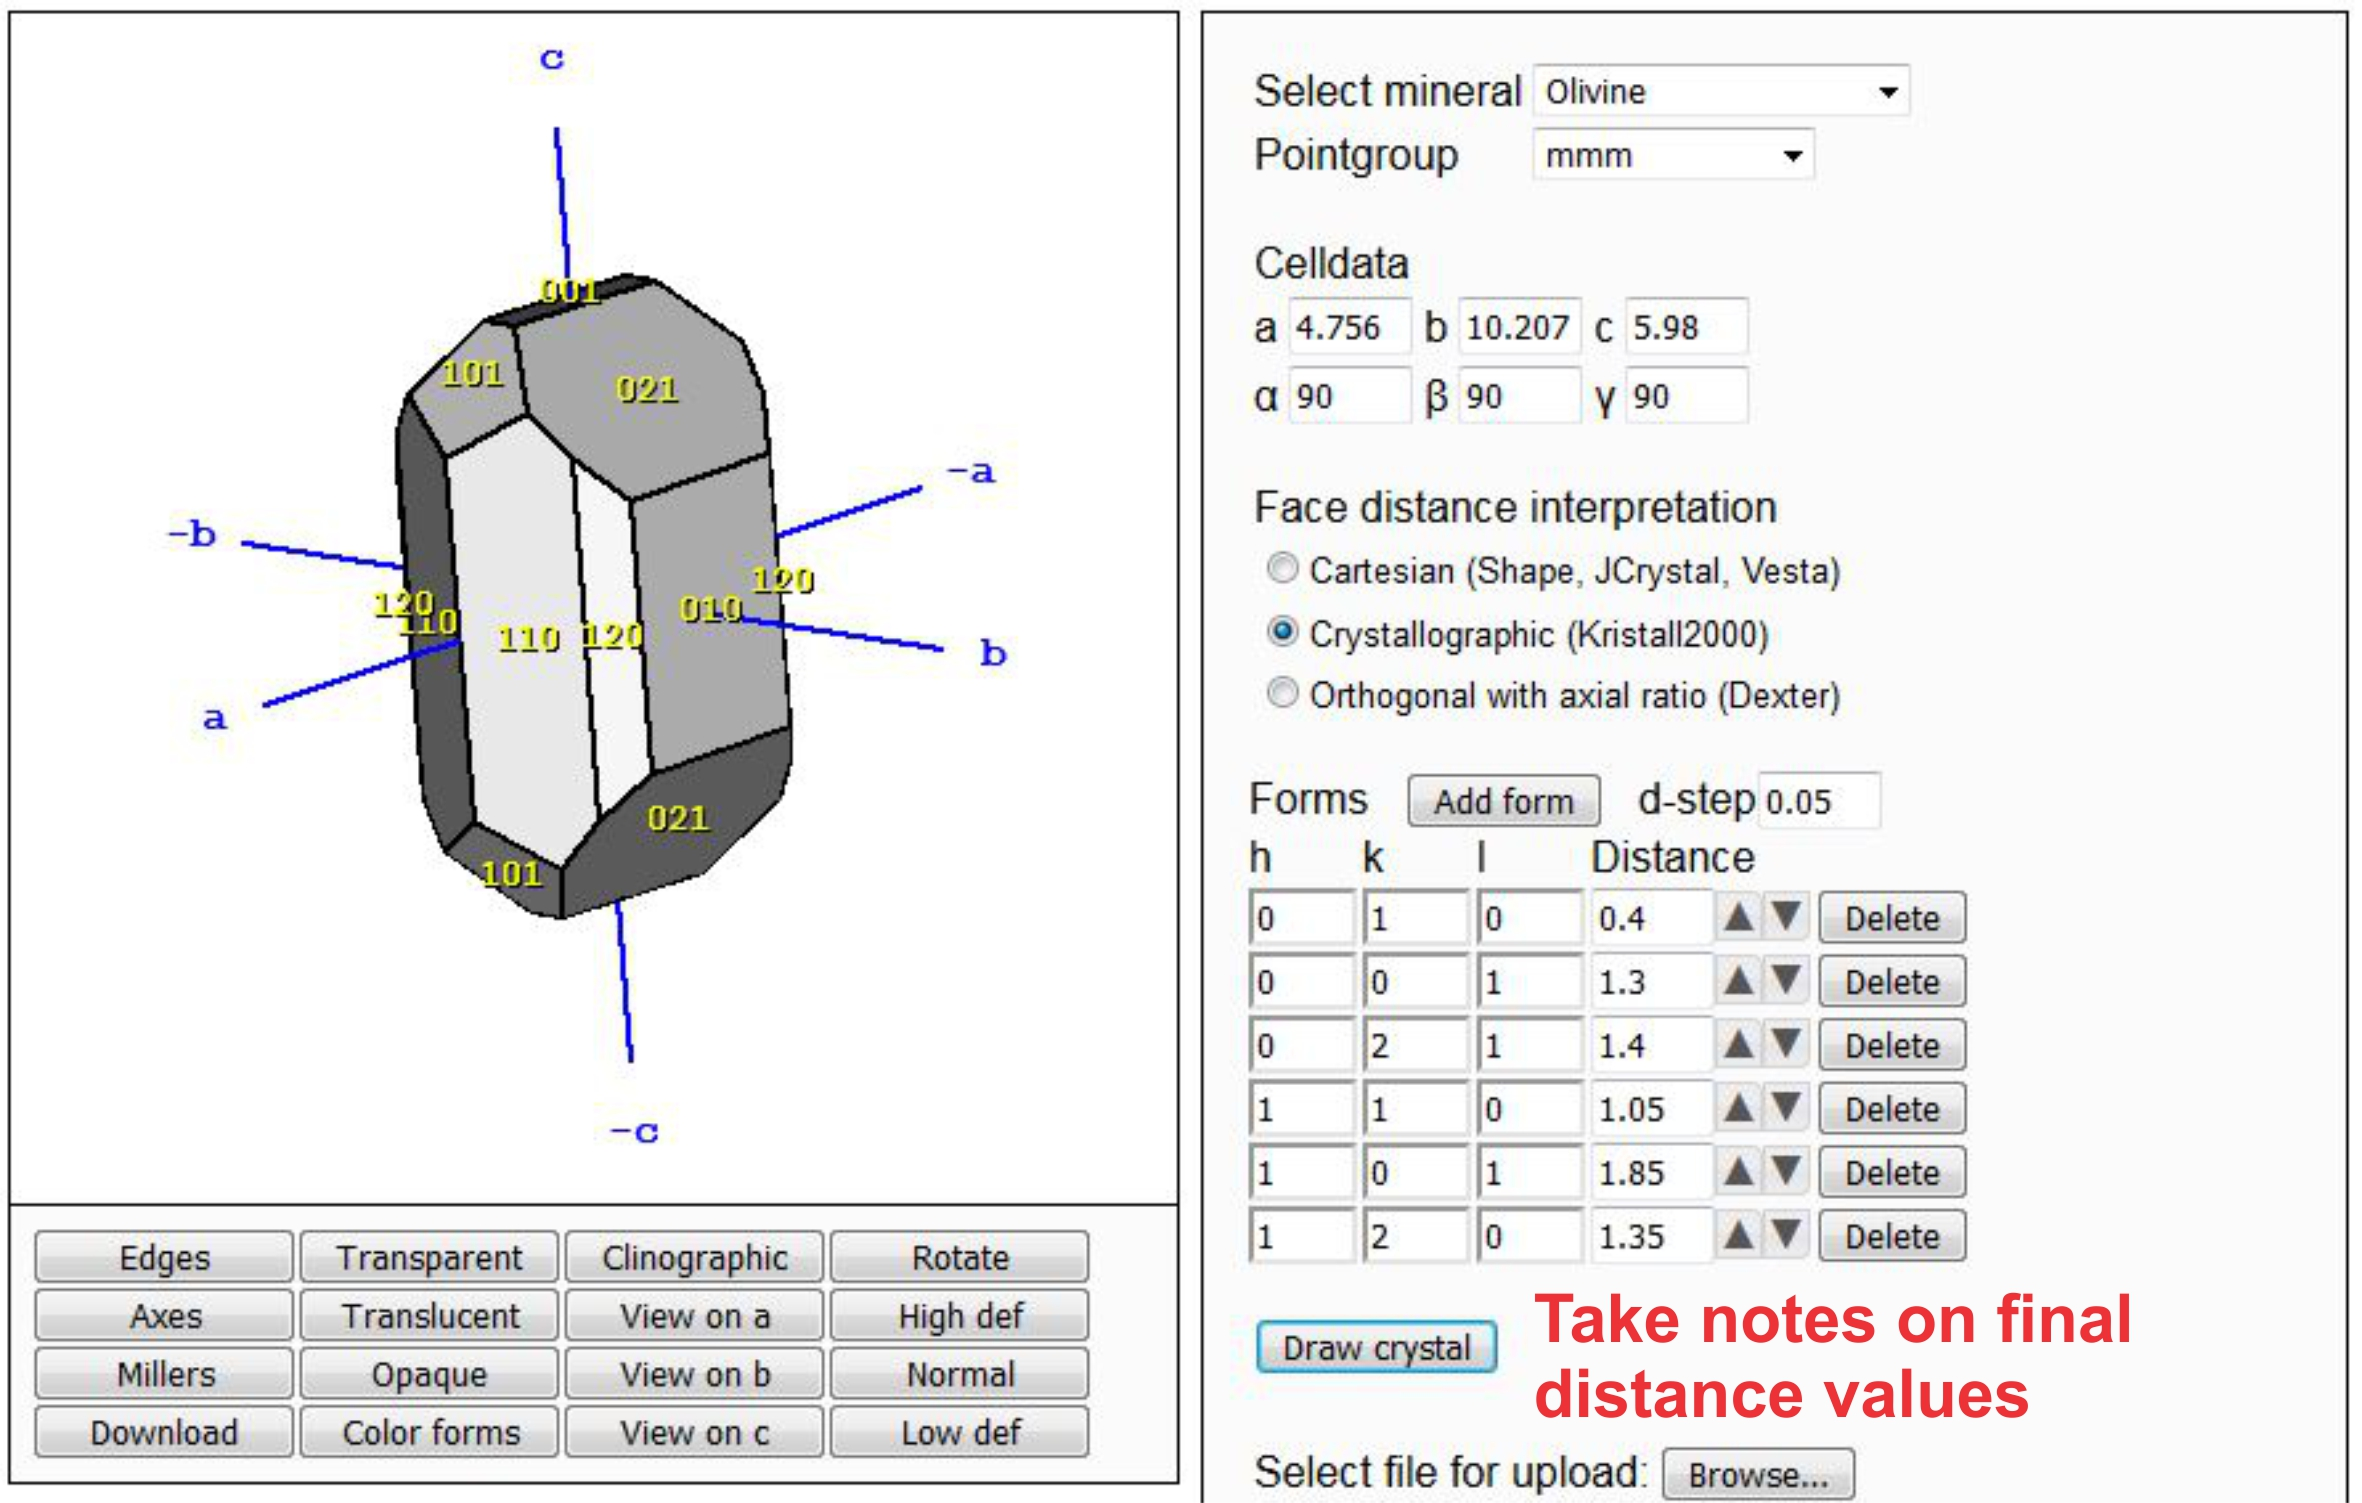 c
001
101
021
-a
-b
120
110
110
120
010
120
b
a
021
101
-c
Edges Transparent Clinographic Rotate
Axes Translucent View on a High def
Millers Opaque View on b Normal
Download Color forms View on c Low def
Select mineral Olivine
Pointgroup mmm
Celldata
a 4.756 b 10.207 c 5.98
α 90 β 90 γ 90
Face distance interpretation
Cartesian (Shape, JCrystal, Vesta)
Crystallographic (Kristall2000)
Orthogonal with axial ratio (Dexter)
Forms Add form d-step 0.05
h k l Distance
0 1 0 0.4 ▲ ▼ Delete
0 0 1 1.3 ▲ ▼ Delete
0 2 1 1.4 ▲ ▼ Delete
1 1 0 1.05 ▲ ▼ Delete
1 0 1 1.85 ▲ ▼ Delete
1 2 0 1.35 ▲ ▼ Delete
Draw crystal
Take notes on final
distance values
Select file for upload: Browse...